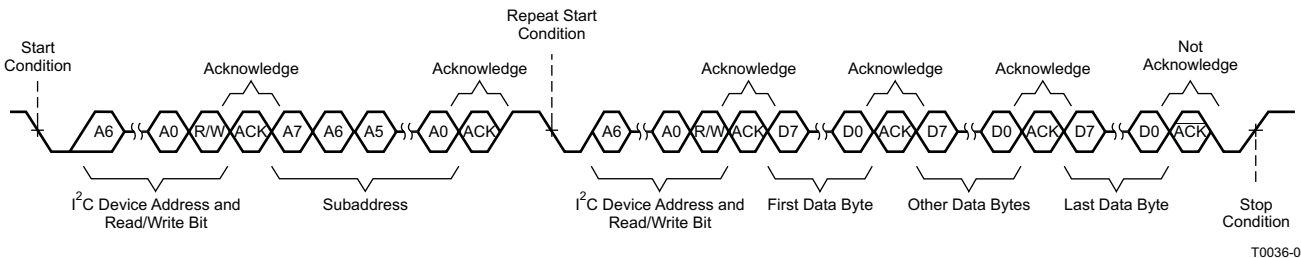 Repeat Start
Condition
Start
Condition
Acknowledge
Acknowledge
Acknowledge
Acknowledge
Acknowledge
Not
Acknowledge
A6 A0 R/W ACK A7 A6 A5 A0 ACK A6 A0 R/W ACK D7 D0 ACK D7 D0 ACK D7 D0 ACK
I2C Device Address and
Read/Write Bit
Subaddress
I2C Device Address and
Read/Write Bit
First Data Byte
Other Data Bytes
Last Data Byte
Stop
Condition
T0036-0